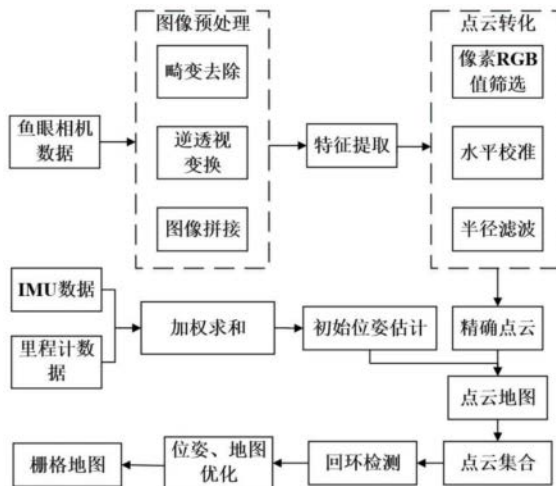 图像预处理
点云转化
畸变去除
像素RGB
值筛选
鱼眼相机
数据
逆透视
变换
特征提取
水平校准
图像拼接
半径滤波
IMU数据
里程计数
据
加权求和
初始位姿估计
精确点云
点云地图
栅格地图
位姿、地图
优化
回环检测
点云集合